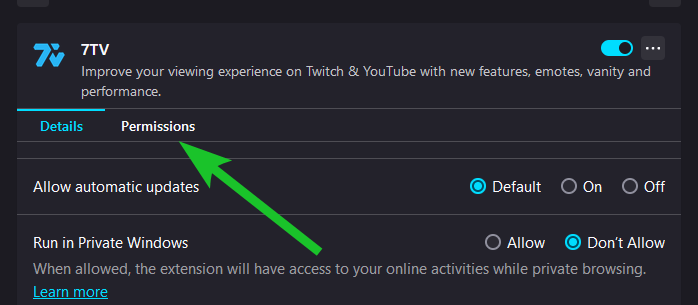 7TV
Improve your viewing experience on Twitch & YouTube with new features, emotes, vanity and
performance.
Details Permissions
Allow automatic updates Default On Off
Run in Private Windows Allow Don't Allow
When allowed, the extension will have access to your online activities while private browsing.
Learn more